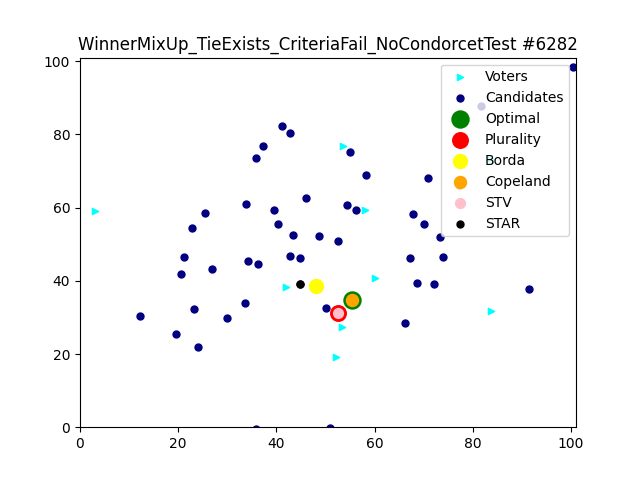 WinnerMixUp_TieExists_CriteriaFail_NoCondorcetTest #6282
100
80
60
40
20
0
0 20 40 60 80 100
Voters
Candidates
Optimal
Plurality
Borda
Copeland
STV
STAR